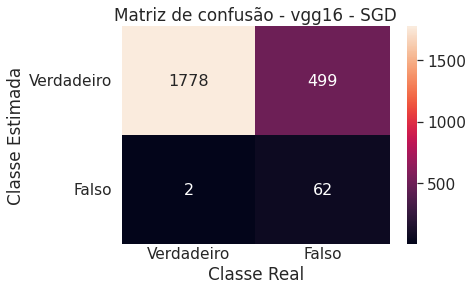 Matriz de confusão - vgg16 - SGD
Classe Estimada
Verdadeiro
1778
499
Falso
2
62
Verdadeiro
Falso
Classe Real
1500
1000
500